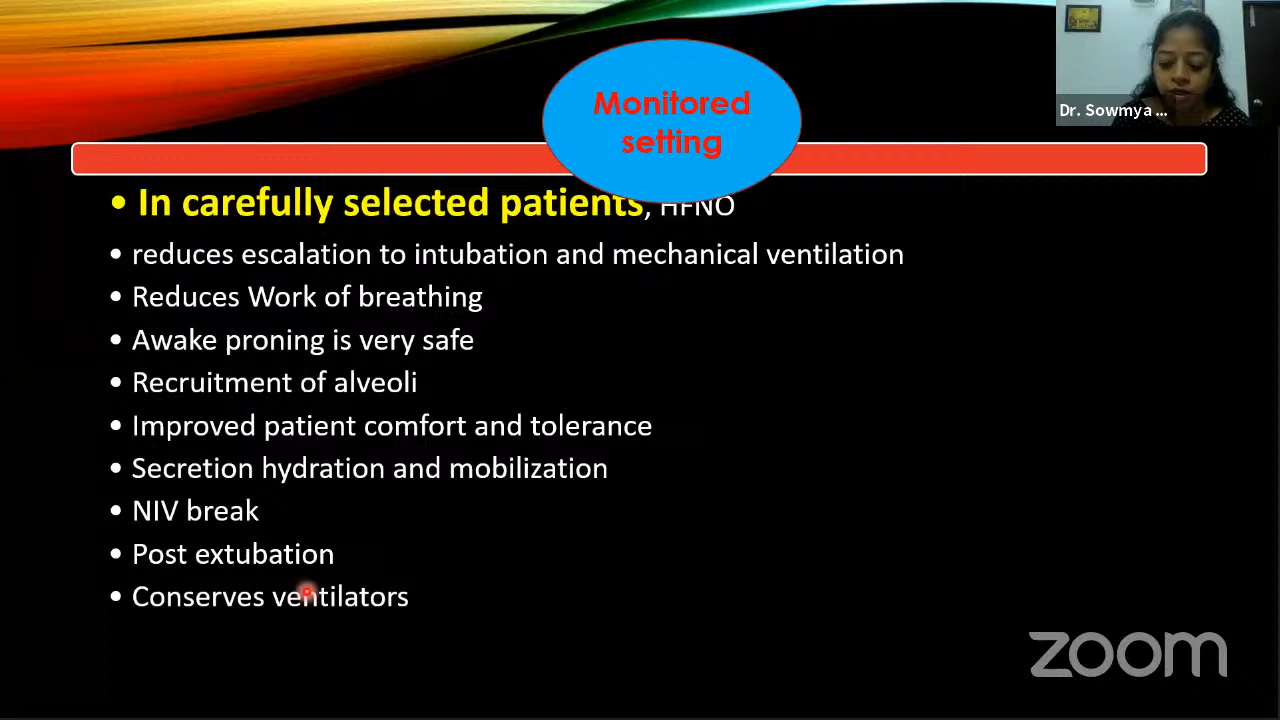 Monitored
setting
Dr. Sowmya ...
• In carefully selected patients, HFNO
• reduces escalation to intubation and mechanical ventilation
• Reduces Work of breathing
• Awake proning is very safe
• Recruitment of alveoli
• Improved patient comfort and tolerance
• Secretion hydration and mobilization
• NIV break
• Post extubation
• Conserves ventilators
zoom